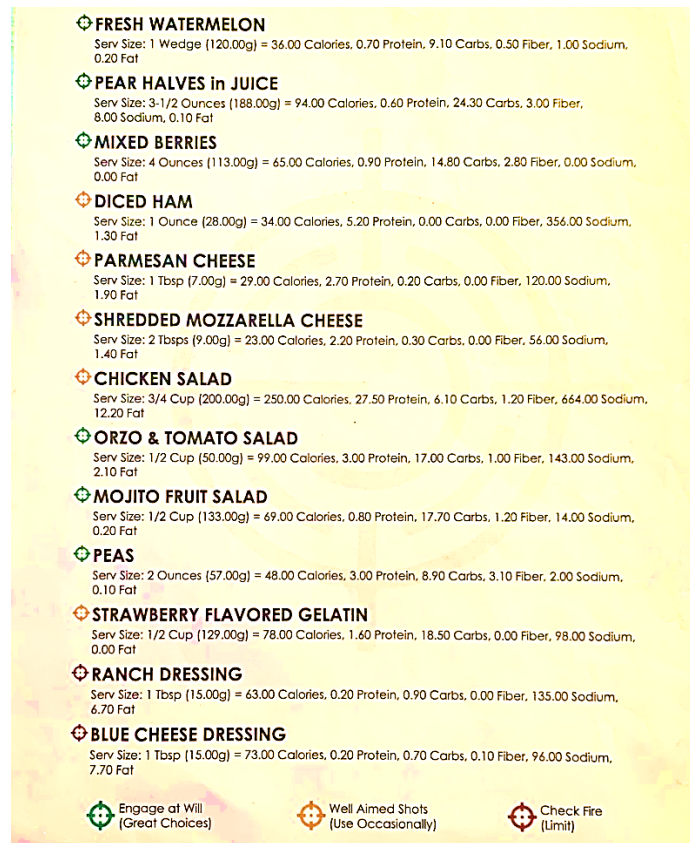 FRESH WATERMELON
Serv Size: 1 Wedge (120.00g) = 36.00 Calories, 0.70 Protein, 9.10 Carbs, 0.50 Fiber, 1.00 Sodium,
0.20 Fat
PEAR HALVES in JUICE
Serv Size: 3-1/2 Ounces (188.00g) = 94.00 Calories, 0.60 Protein, 24.30 Carbs, 3.00 Fiber,
8.00 Sodium, 0.10 Fat
MIXED BERRIES
Serv Size: 4 Ounces (113.00g) = 65.00 Calories, 0.90 Protein, 14.80 Carbs, 2.80 Fiber, 0.00 Sodium,
0.00 Fat
DICED HAM
Serv Size: 1 Ounce (28.00g) = 34.00 Calories, 5.20 Protein, 0.00 Carbs, 0.00 Fiber, 356.00 Sodium,
1.30 Fat
PARMESAN CHEESE
Serv Size: 1 Tbsp (7.00g) = 29.00 Calories, 2.70 Protein, 0.20 Carbs, 0.00 Fiber, 120.00 Sodium,
1.90 Fat
SHREDDED MOZZARELLA CHEESE
Serv Size: 2 Tbsps (9.00g) = 23.00 Calories, 2.20 Protein, 0.30 Carbs, 0.00 Fiber, 56.00 Sodium,
1.40 Fat
CHICKEN SALAD
Serv Size: 3/4 Cup (200.00g) = 250.00 Calories, 27.50 Protein, 6.10 Carbs, 1.20 Fiber, 664.00 Sodium,
12.20 Fat
ORZO & TOMATO SALAD
Serv Size: 1/2 Cup (50.00g) = 99.00 Calories, 3.00 Protein, 17.00 Carbs, 1.00 Fiber, 143.00 Sodium,
2.10 Fat
MOJITO FRUIT SALAD
Serv Size: 1/2 Cup (133.00g) = 69.00 Calories, 0.80 Protein, 17.70 Carbs, 1.20 Fiber, 14.00 Sodium,
0.20 Fat
PEAS
Serv Size: 2 Ounces (57.00g) = 48.00 Calories, 3.00 Protein, 8.90 Carbs, 3.10 Fiber, 2.00 Sodium,
0.10 Fat
STRAWBERRY FLAVORED GELATIN
Serv Size: 1/2 Cup (129.00g) = 78.00 Calories, 1.60 Protein, 18.50 Carbs, 0.00 Fiber, 98.00 Sodium,
0.00 Fat
RANCH DRESSING
Serv Size: 1 Tbsp (15.00g) = 63.00 Calories, 0.20 Protein, 0.90 Carbs, 0.00 Fiber, 135.00 Sodium,
6.70 Fat
BLUE CHEESE DRESSING
Serv Size: 1 Tbsp (15.00g) = 73.00 Calories, 0.20 Protein, 0.70 Carbs, 0.10 Fiber, 96.00 Sodium,
7.70 Fat
Engage at Will
(Great Choices)
Well Aimed Shots
(Use Occasionally)
Check Fire
(Limit)